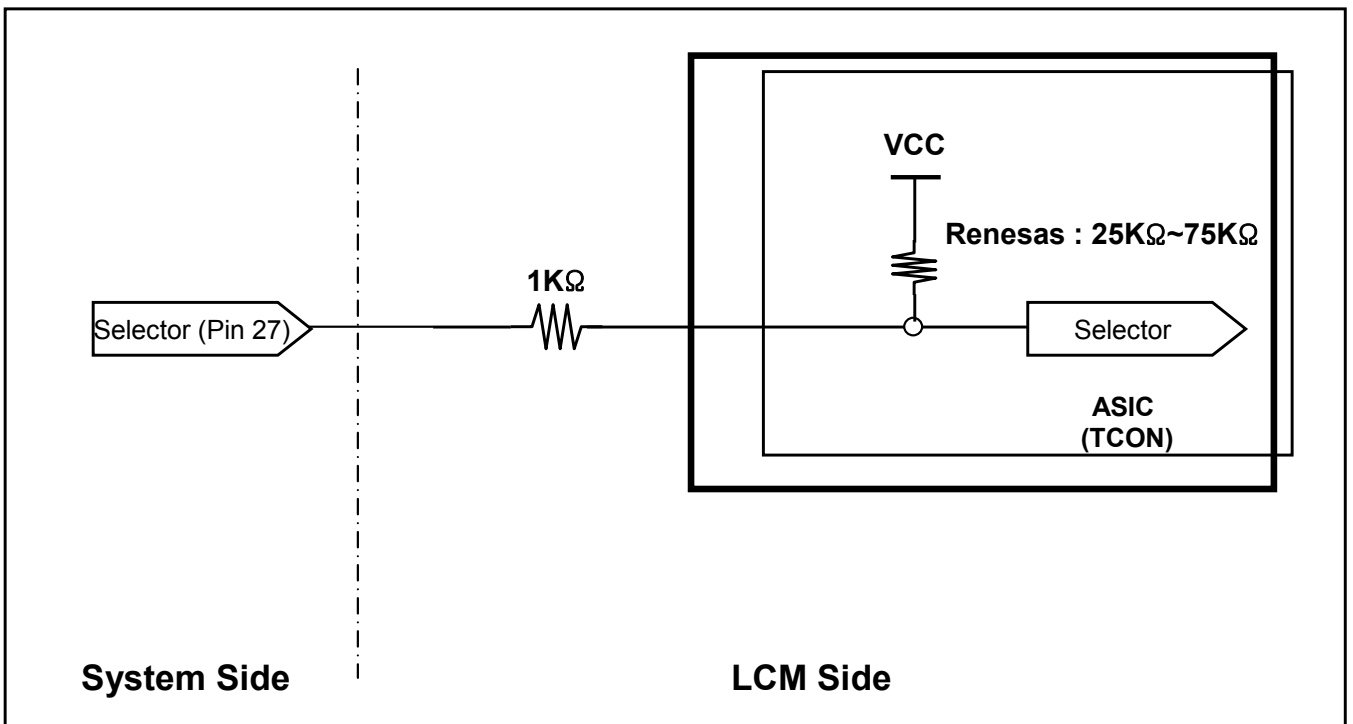 VCC
Renesas : 25KΩ~75KΩ
1KΩ
Selector (Pin 27)
Selector
ASIC
(TCON)
System Side
LCM Side